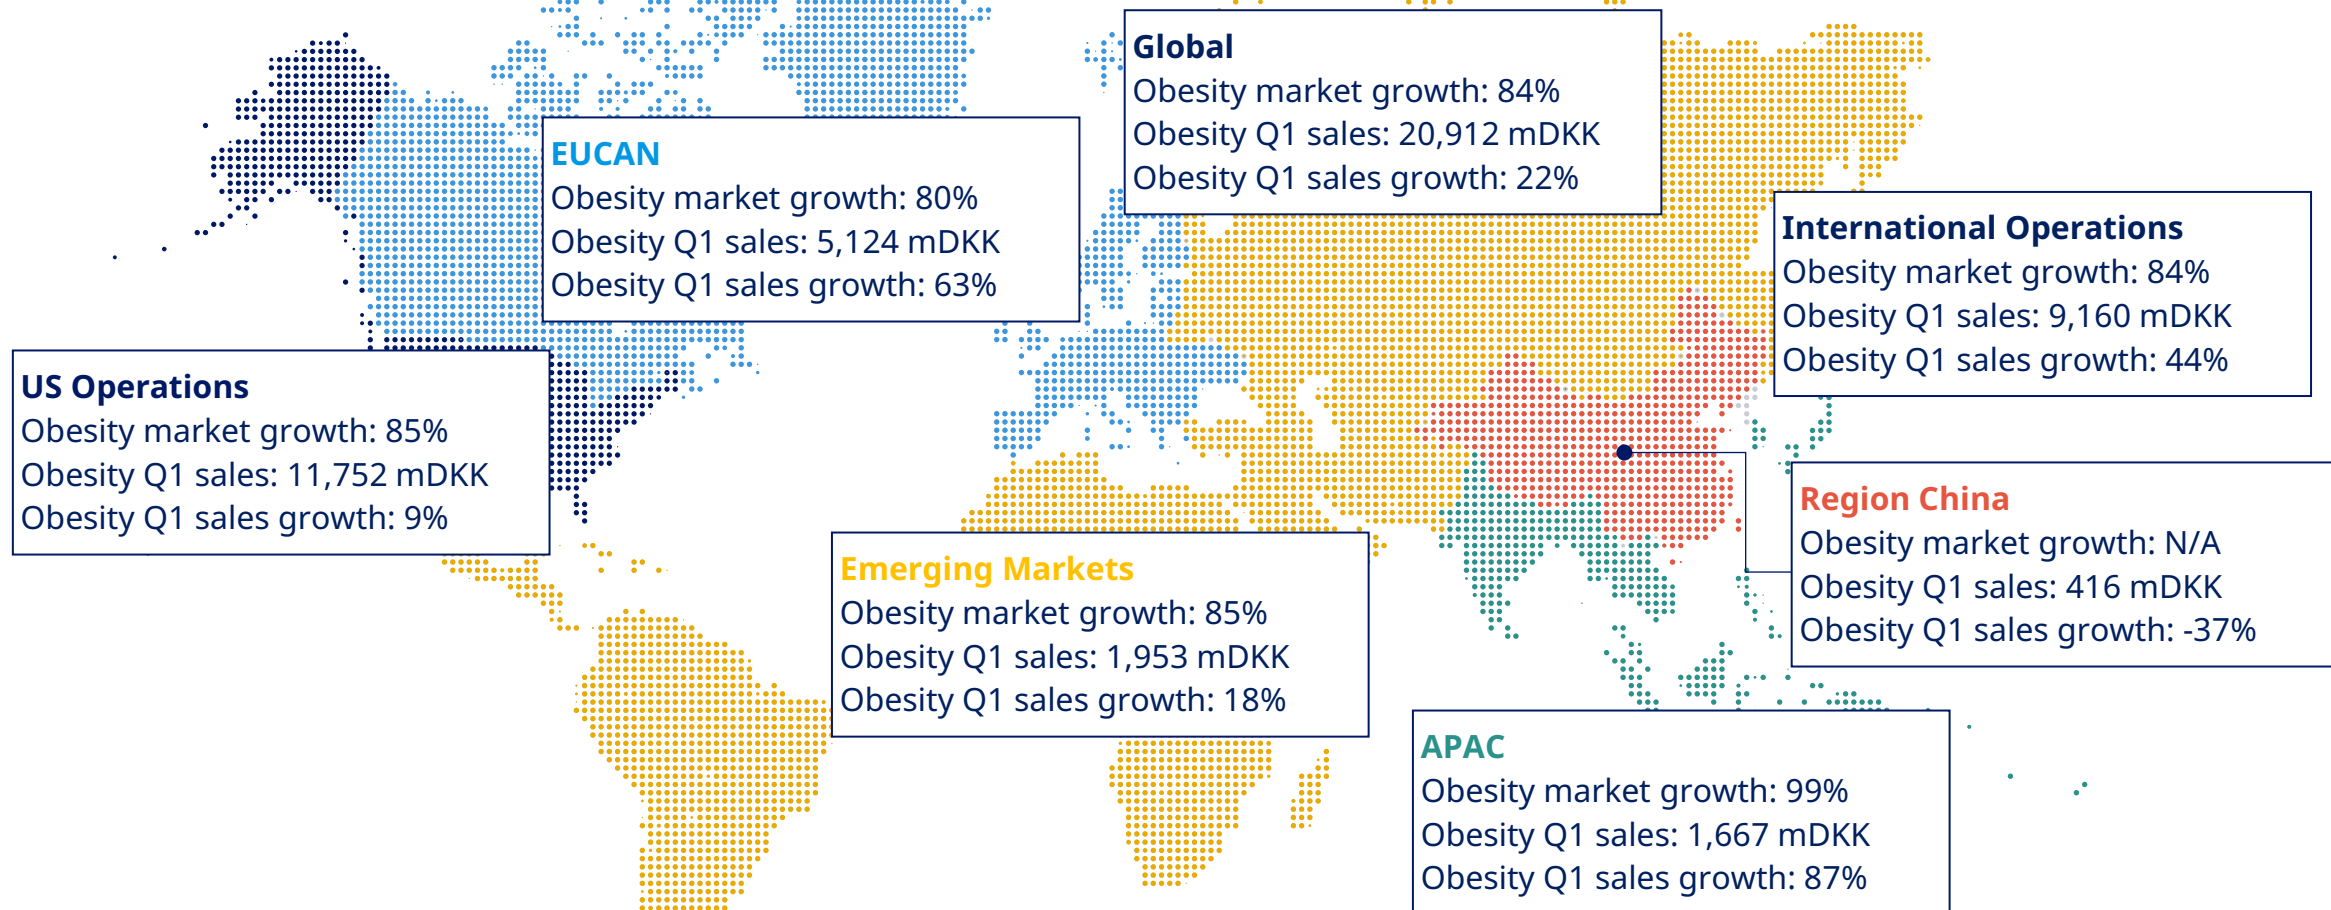 Global
Obesity market growth: 84%
Obesity Q1 sales: 20,912 mDKK
Obesity Q1 sales growth: 22%
EUCAN
Obesity market growth: 80%
Obesity Q1 sales: 5,124 mDKK
Obesity Q1 sales growth: 63%
International Operations
Obesity market growth: 84%
Obesity Q1 sales: 9,160 mDKK
Obesity Q1 sales growth: 44%
US Operations
Obesity market growth: 85%
Obesity Q1 sales: 11,752 mDKK
Obesity Q1 sales growth: 9%
Region China
Obesity market growth: N/A
Obesity Q1 sales: 416 mDKK
Obesity Q1 sales growth: -37%
Emerging Markets
Obesity market growth: 85%
Obesity Q1 sales: 1,953 mDKK
Obesity Q1 sales growth: 18%
APAC
Obesity market growth: 99%
Obesity Q1 sales: 1,667 mDKK
Obesity Q1 sales growth: 87%